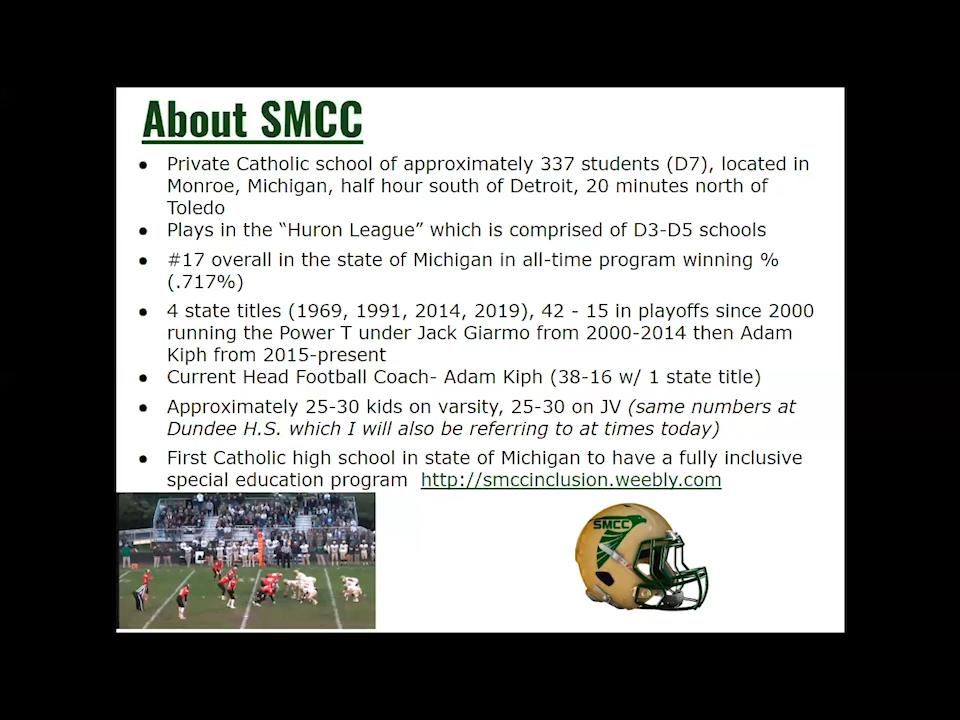 About SMCC
● Private Catholic school of approximately 337 students (D7), located in
Monroe, Michigan, half hour south of Detroit, 20 minutes north of
Toledo
● Plays in the “Huron League” which is comprised of D3-D5 schools
● #17 overall in the state of Michigan in all-time program winning %
(.717%)
● 4 state titles (1969, 1991, 2014, 2019), 42 - 15 in playoffs since 2000
running the Power T under Jack Giarmo from 2000-2014 then Adam
Kiph from 2015-present
● Current Head Football Coach- Adam Kiph (38-16 w/ 1 state title)
● Approximately 25-30 kids on varsity, 25-30 on JV (same numbers at
Dundee H.S. which I will also be referring to at times today)
● First Catholic high school in state of Michigan to have a fully inclusive
special education program http://smccinclusion.weebly.com
SMCC